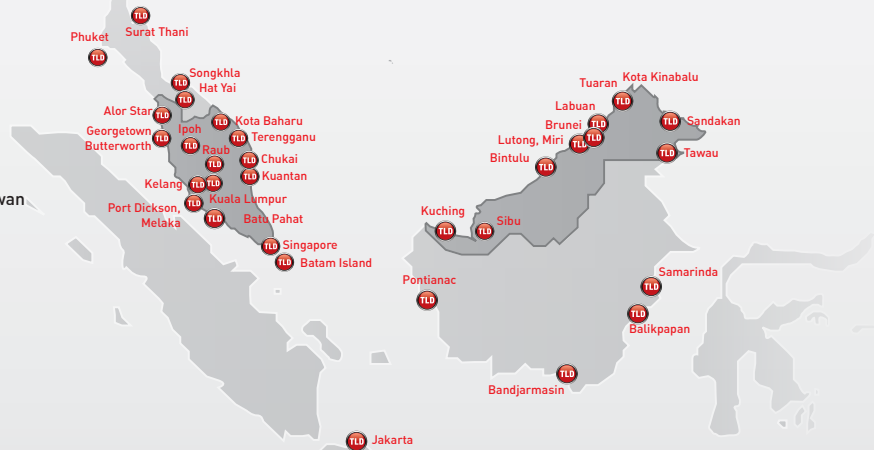 Surat Thani
TLD
Phuket
TLD
Songkhla
TLD
Hat Yai
TLD
Alor Star
TLD
Kota Baharu
TLD
Georgetown
Butterworth
TLD
Ipoh
TLD
Terengganu
TLD
Raub
TLD
Chukai
TLD
Kuantan
TLD
Kelang
TLD
TLD
Kuala Lumpur
Port Dickson,
Melaka
TLD
TLD
Batu Pahat
TLD
Singapore
TLD
Batam Island
wan
Tuaran
Kota Kinabalu
TLD
Labuan
TLD
Brunei
TLD
Lutong, Miri
TLD
Bintulu
TLD
Sandakan
TLD
Tawau
TLD
Kuching
TLD
Sibu
TLD
Pontianac
TLD
Samarinda
TLD
Balikpapan
TLD
Bandjarmasin
TLD
Jakarta
TLD